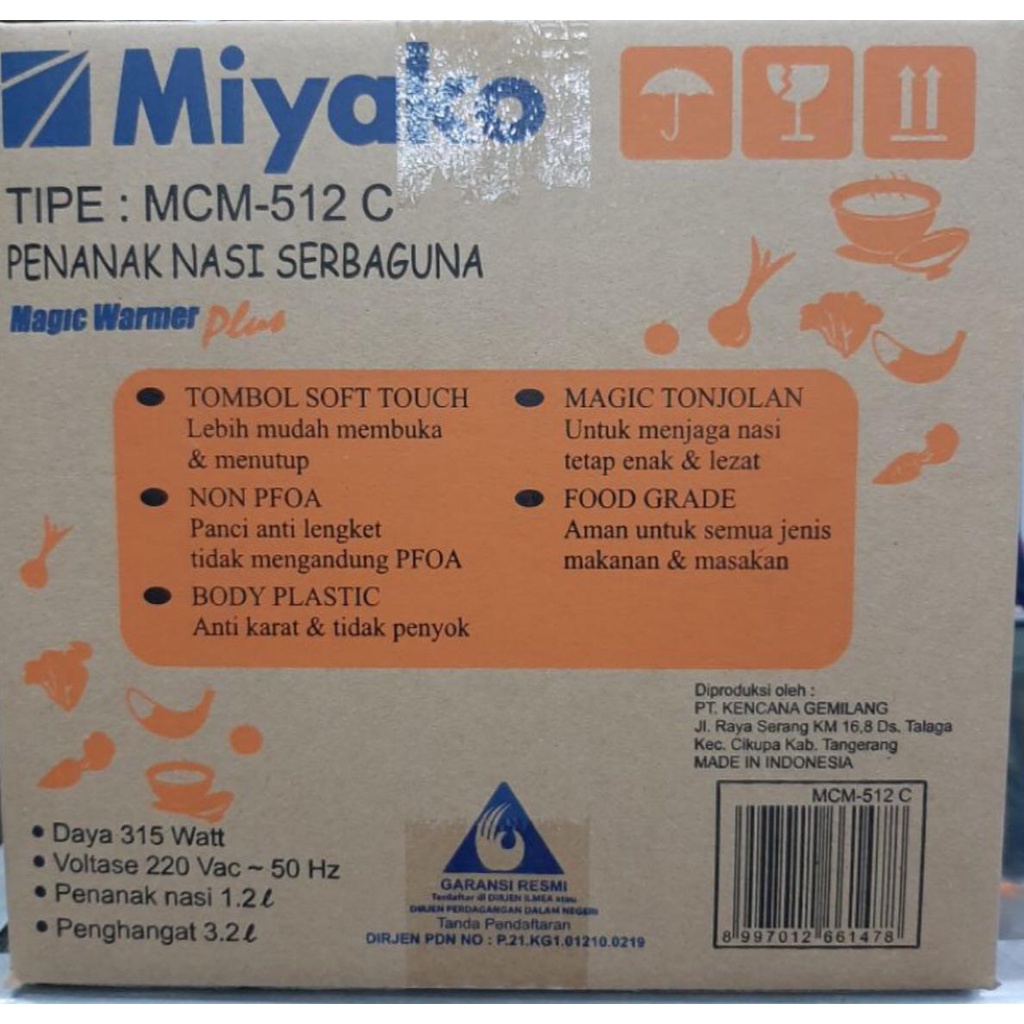 Miyako
TIPE : MCM-512 C
PENANAK NASI SERBAGUNA
Magic Warmer Plus
TOMBOL SOFT TOUCH
Lebih mudah membuka
& menutup
NON PFOA
Panci anti lengket
tidak mengandung PFOA
BODY PLASTIC
Anti karat & tidak penyok
MAGIC TONJOLAN
Untuk menjaga nasi
tetap enak & lezat
FOOD GRADE
Aman untuk semua jenis
makanan & masakan
Diproduksi oleh :
PT. KENCANA GEMILANG
Jl. Raya Serang KM 16,8 Ds. Talaga
Kec. Cikupa Kab. Tangerang
MADE IN INDONESIA
• Daya 315 Watt
• Voltase 220 Vac ~ 50 Hz
• Penanak nasi 1.2ℓ
• Penghangat 3.2ℓ
GARANSI RESMI
Terdaftar di DIRJEN ILMEA atau
DIRJEN PERDAGANGAN DALAM NEGERI
Tanda Pendaftaran
DIRJEN PDN NO : P.21.KG1.01210.0219
MCM-512 C
8 997012 661478